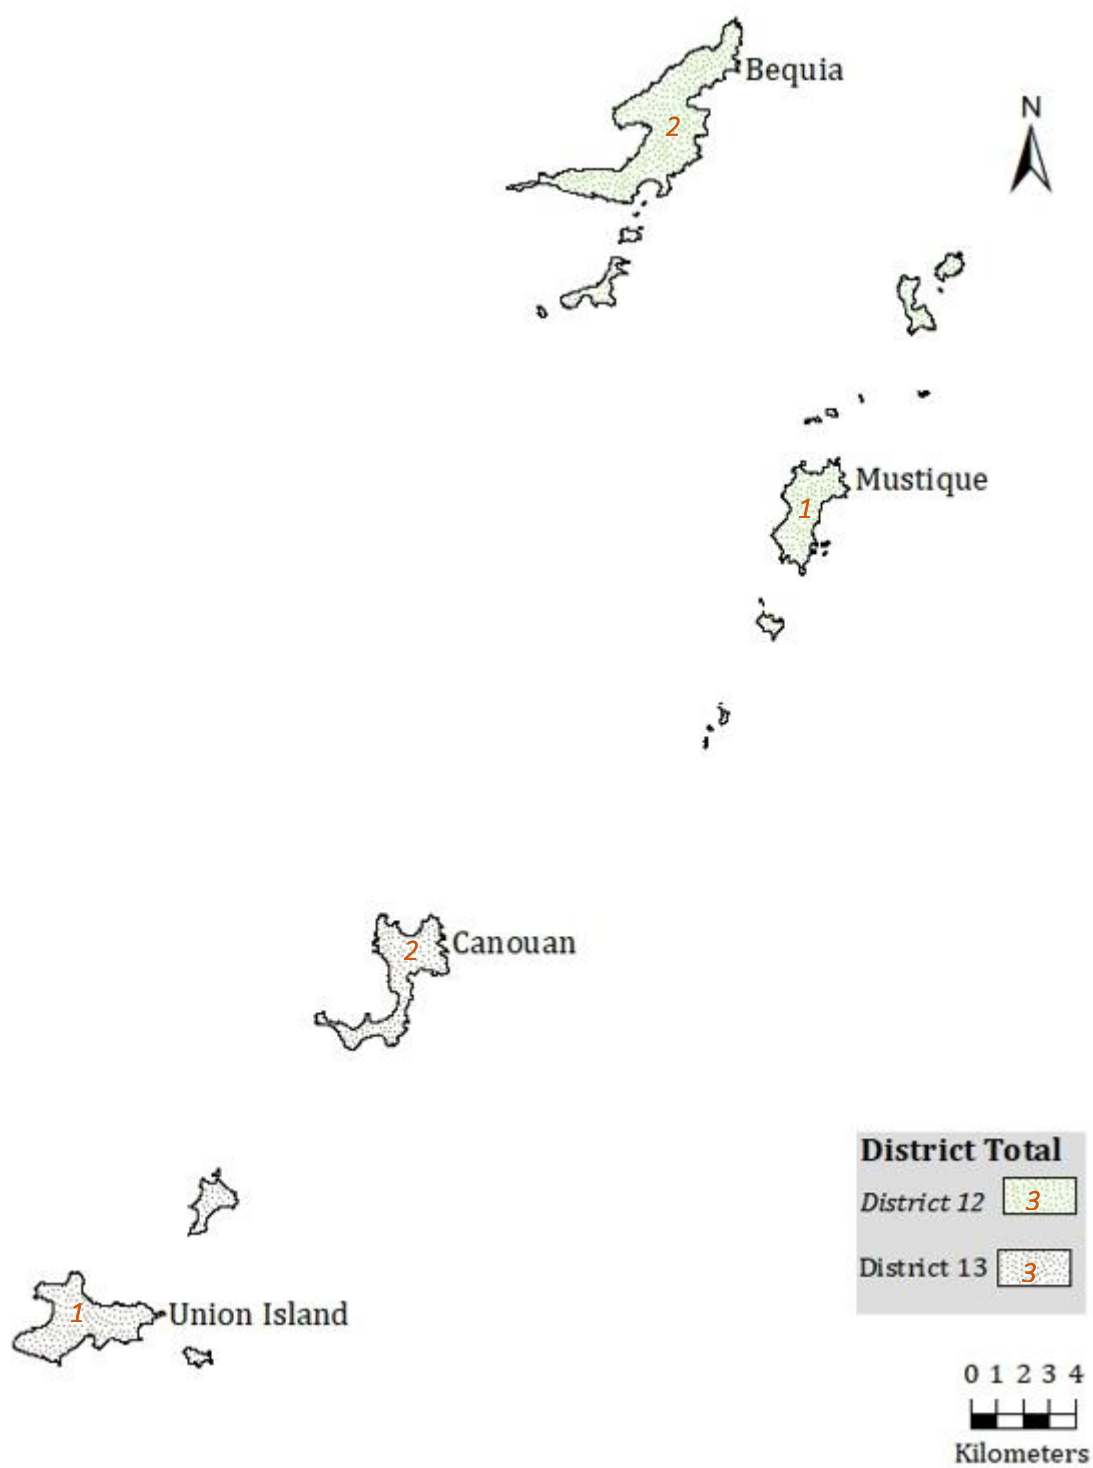 Bequia
N
2
Mustique
1
Canouan
2
District Total
District 12 3
District 13 3
Union Island
1
0 1 2 3 4
Kilometers